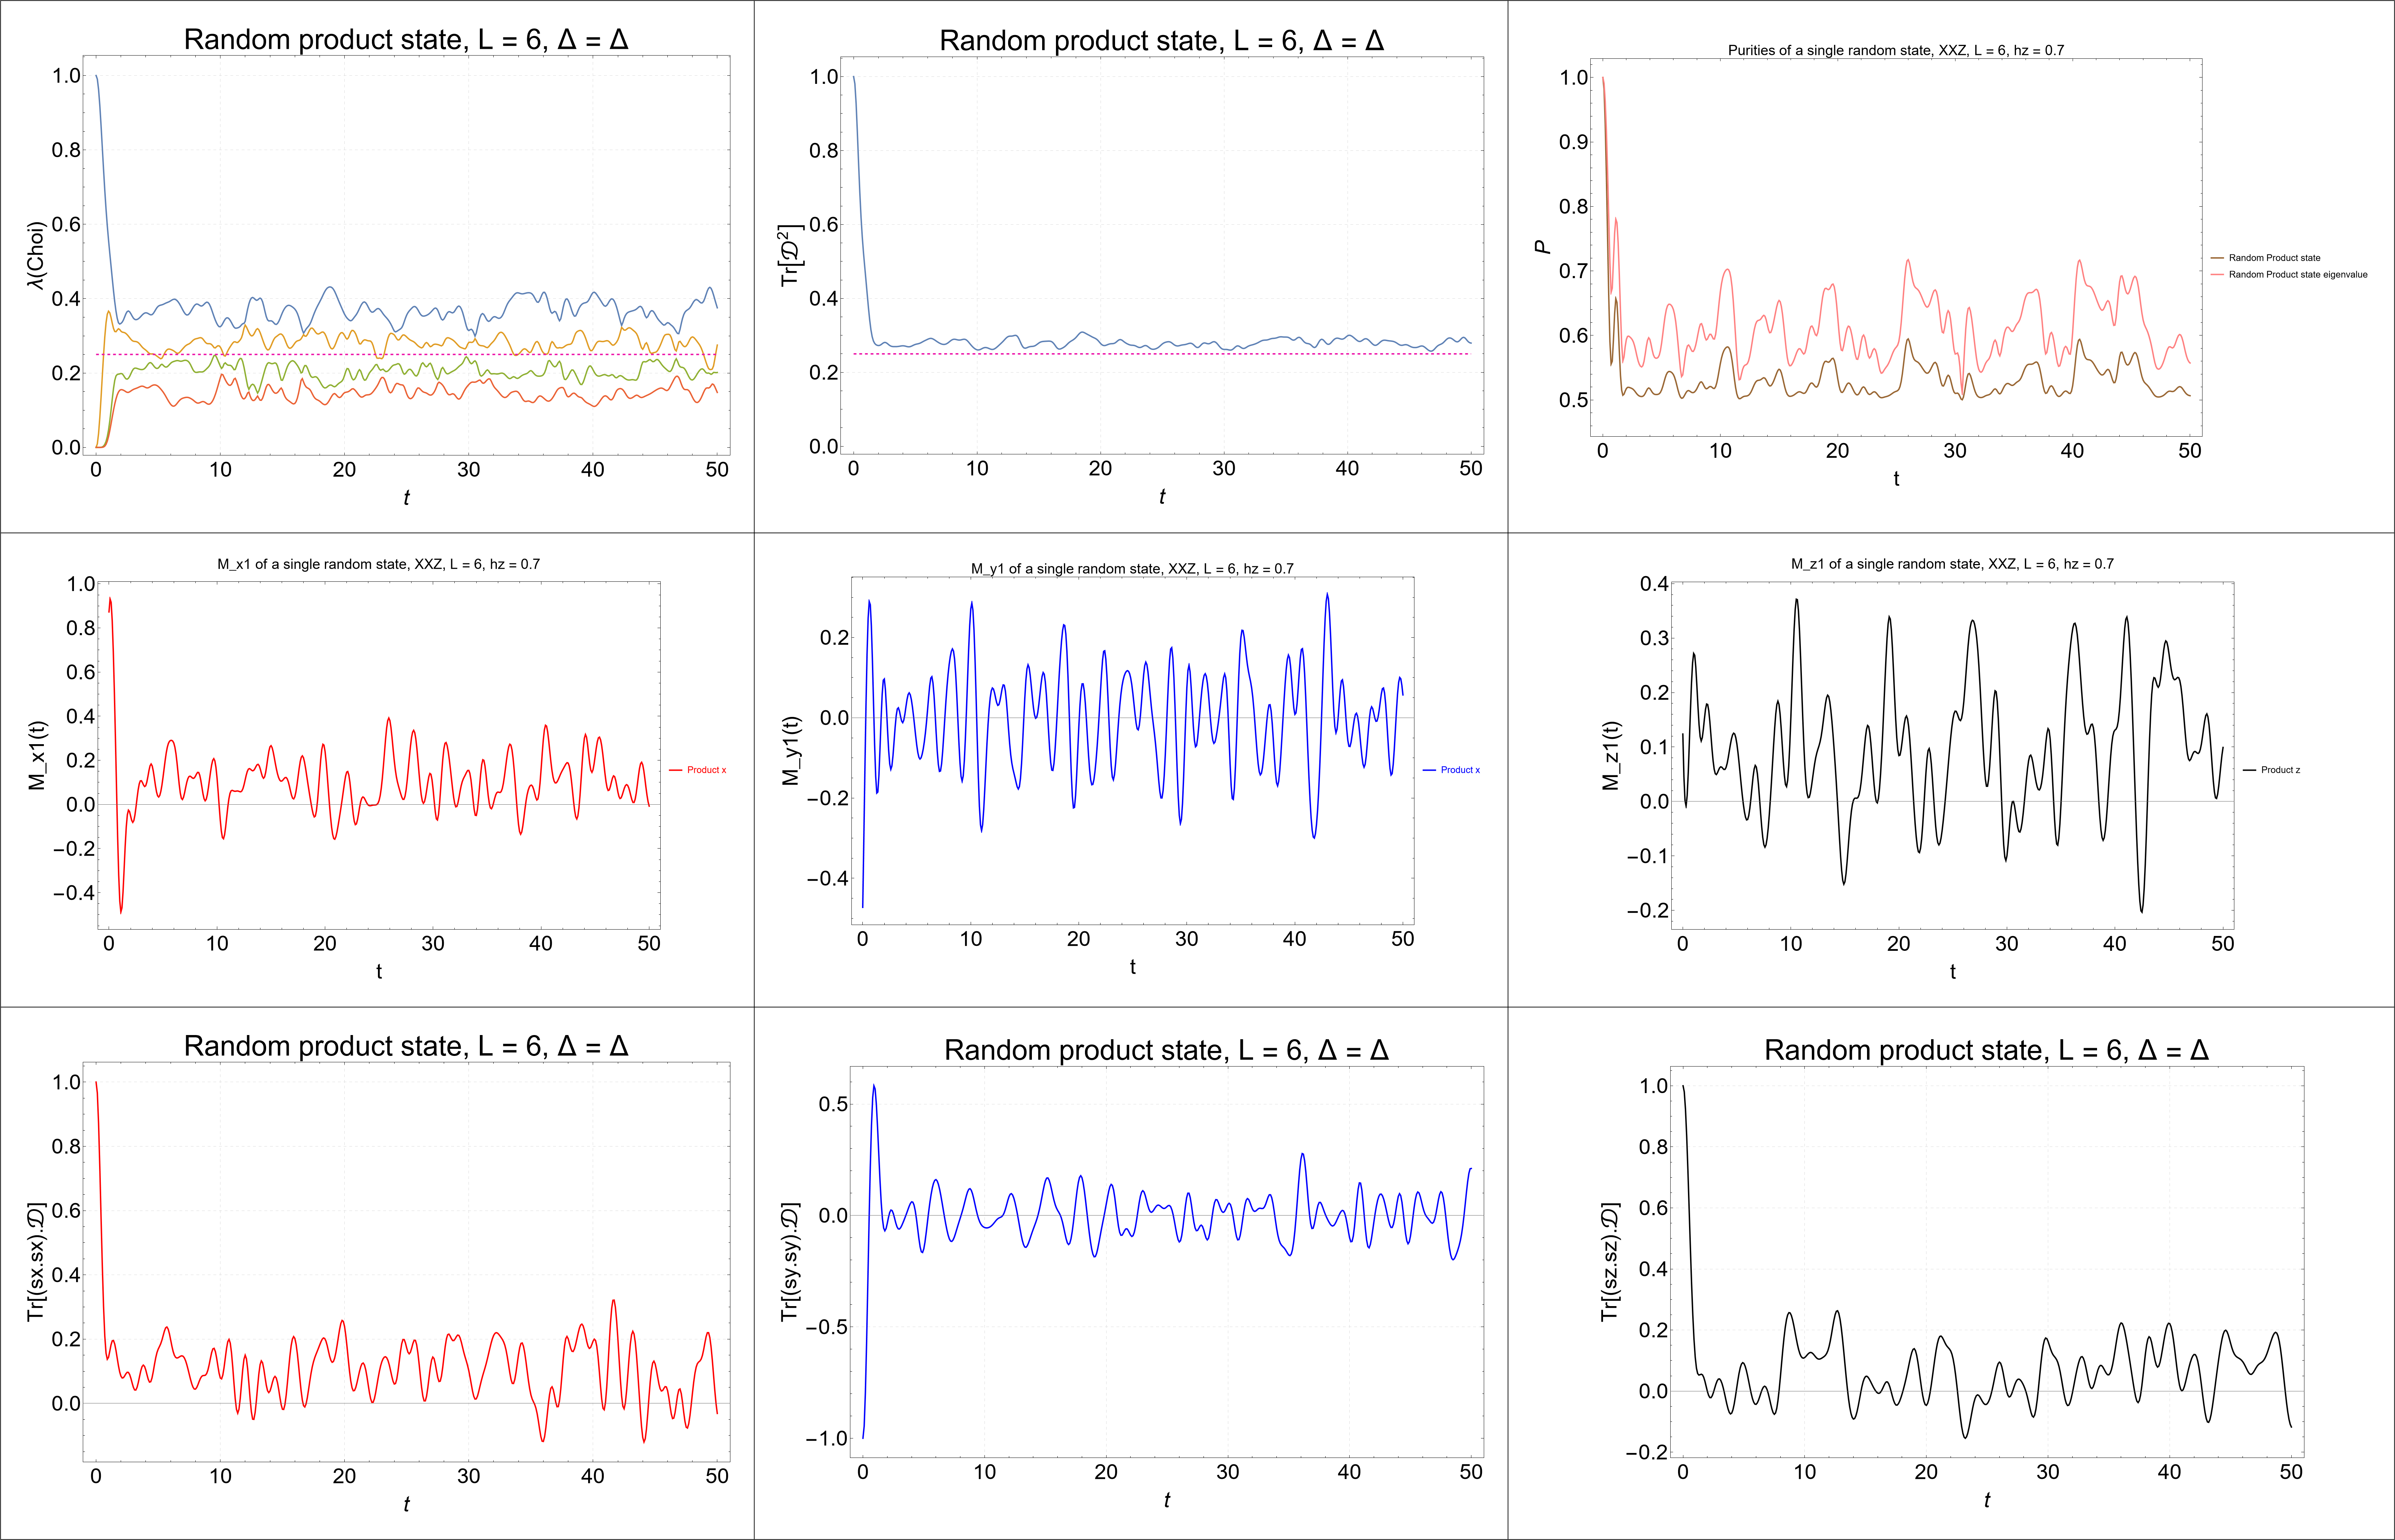 Random product state, L = 6, Δ = Δ
λ(Choi)
1.0
0.8
0.6
0.4
0.2
0.0
0 10 20 30 40 50
t
Random product state, L = 6, Δ = Δ
Tr[𝒟²]
1.0
0.8
0.6
0.4
0.2
0.0
0 10 20 30 40 50
t
Purities of a single random state, XXZ, L = 6, hz = 0.7
P
1.0
0.9
0.8
0.7
0.6
0.5
0 10 20 30 40 50
t
Random Product state
Random Product state eigenvalue
M_x1 of a single random state, XXZ, L = 6, hz = 0.7
M_x1(t)
1.0
0.8
0.6
0.4
0.2
0.0
−0.2
−0.4
0 10 20 30 40 50
t
Product x
M_y1 of a single random state, XXZ, L = 6, hz = 0.7
M_y1(t)
0.2
0.0
−0.2
−0.4
0 10 20 30 40 50
t
Product x
M_z1 of a single random state, XXZ, L = 6, hz = 0.7
M_z1(t)
0.4
0.3
0.2
0.1
0.0
−0.1
−0.2
0 10 20 30 40 50
t
Product z
Random product state, L = 6, Δ = Δ
Tr[(sx.sx).𝒟]
1.0
0.8
0.6
0.4
0.2
0.0
0 10 20 30 40 50
t
Random product state, L = 6, Δ = Δ
Tr[(sy.sy).𝒟]
0.5
0.0
−0.5
−1.0
0 10 20 30 40 50
t
Random product state, L = 6, Δ = Δ
Tr[(sz.sz).𝒟]
1.0
0.8
0.6
0.4
0.2
0.0
−0.2
0 10 20 30 40 50
t